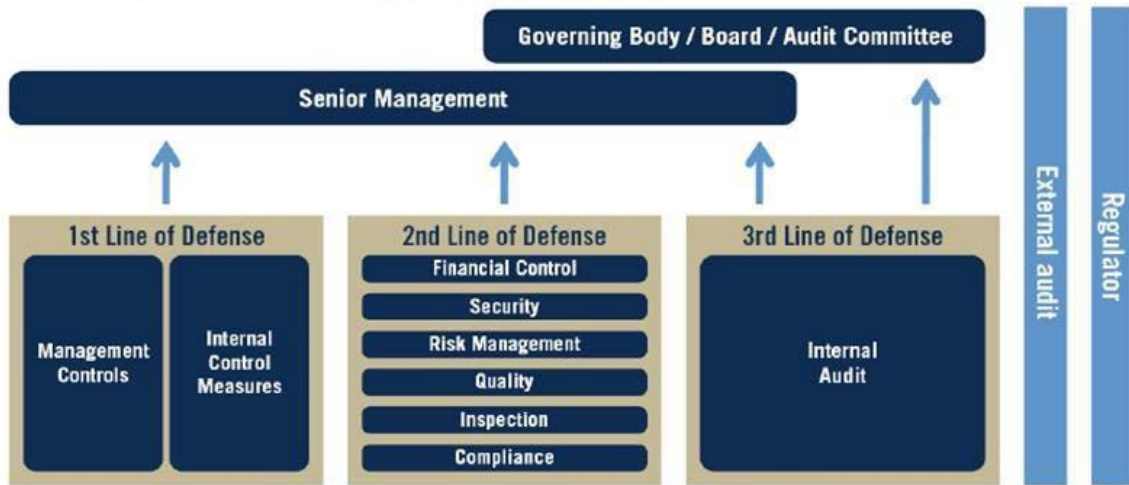 Governing Body / Board / Audit Committee
Senior Management
1st Line of Defense
Management
Controls
Internal
Control
Measures
2nd Line of Defense
Financial Control
Security
Risk Management
Quality
Inspection
Compliance
3rd Line of Defense
Internal
Audit
External audit
Regulator